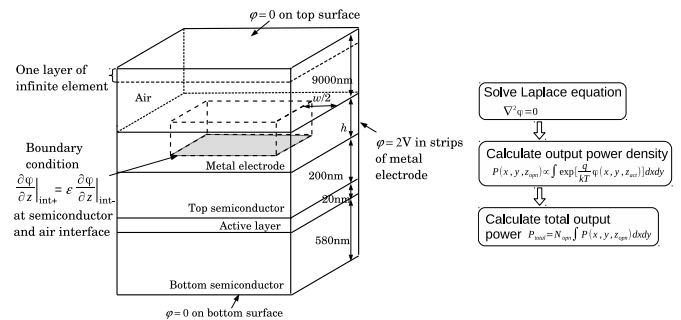 φ=0 on top surface
One layer of
infinite element
Air
9000nm
w/2
h
Boundary
condition
∂φ/∂z|int+ = ε ∂φ/∂z|int-
at semiconductor
and air interface
Metal electrode
φ=2V in strips
of metal
electrode
200nm
Top semiconductor
20nm
Active layer
580nm
Bottom semiconductor
φ=0 on bottom surface
Solve Laplace equation
∇²φ=0
Calculate output power density
P(x,y,z_opn)∝∫exp[q/kT φ(x,y,z_act)]dxdy
Calculate total output
power P_total=N_opn∫P(x,y,z_opn)dxdy